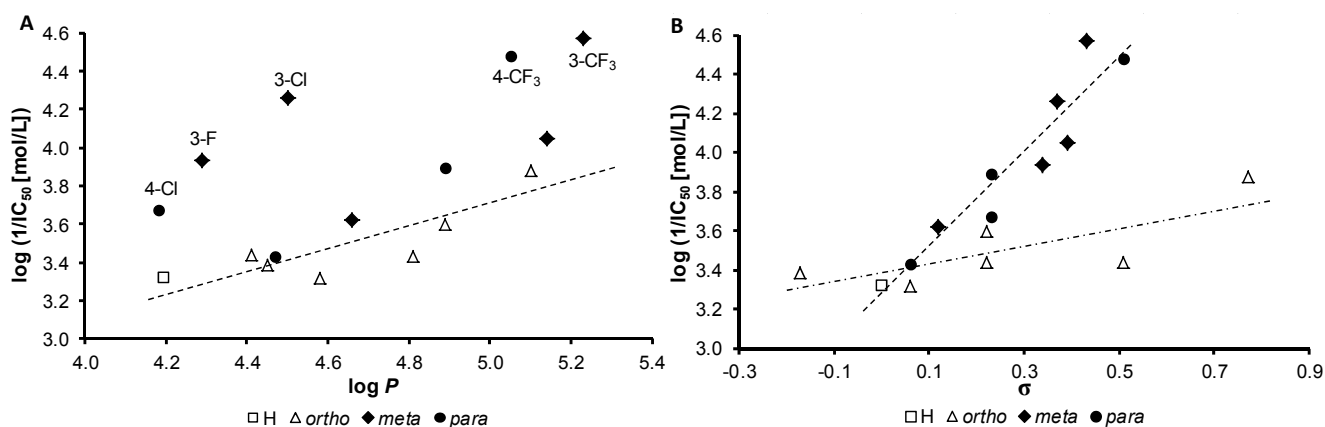 A
log (1/IC₅₀ [mol/L])
4.6
4.4
4.2
4.0
3.8
3.6
3.4
3.2
3.0
4-Cl
3-F
3-Cl
4-CF₃
3-CF₃
4.0 4.2 4.4 4.6 4.8 5.0 5.2 5.4
log P
H ortho meta para
B
log (1/IC₅₀ [mol/L])
4.6
4.4
4.2
4.0
3.8
3.6
3.4
3.2
3.0
-0.3 -0.1 0.1 0.3 0.5 0.7 0.9
σ
H ortho meta para